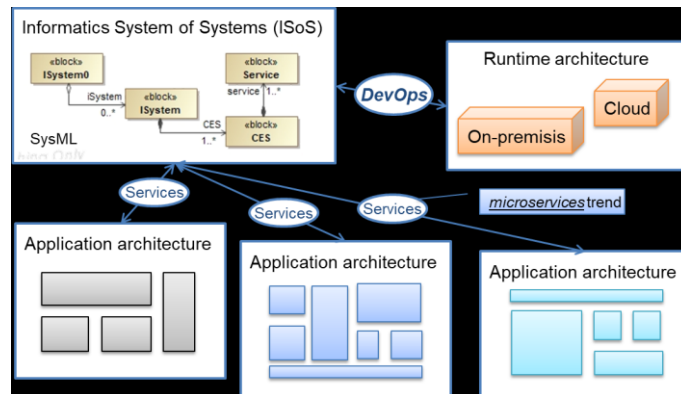 Informatics System of Systems (ISoS)
«block»
ISystem0
«block»
Service
iSystem
0..*
«block»
ISystem
service
1..*
CES
1..*
«block»
CES
SysML
Only
DevOps
Runtime architecture
On-premisis
Cloud
Services
Services
Services
microservices trend
Application architecture
Application architecture
Application architecture